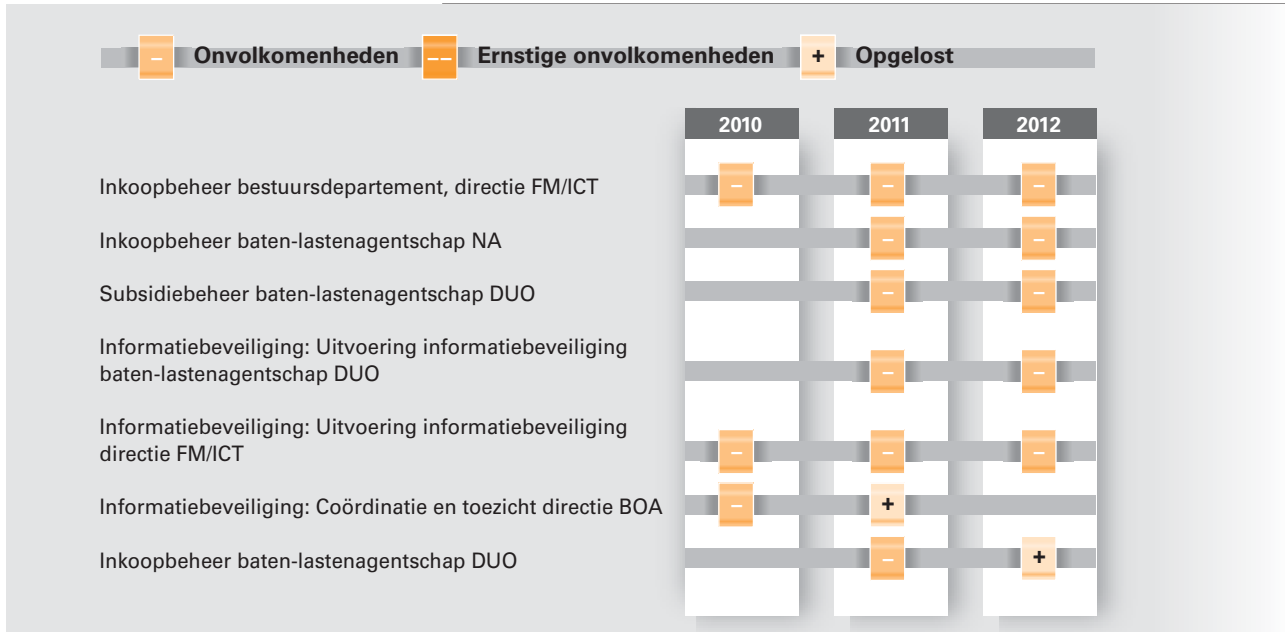 – Onvolkomenheden –– Ernstige onvolkomenheden + Opgelost
2010 2011 2012
Inkoopbeheer bestuursdepartement, directie FM/ICT – – –
Inkoopbeheer baten-lastenagentschap NA – –
Subsidiebeheer baten-lastenagentschap DUO – –
Informatiebeveiliging: Uitvoering informatiebeveiliging
baten-lastenagentschap DUO – –
Informatiebeveiliging: Uitvoering informatiebeveiliging
directie FM/ICT – – –
Informatiebeveiliging: Coördinatie en toezicht directie BOA – +
Inkoopbeheer baten-lastenagentschap DUO – +